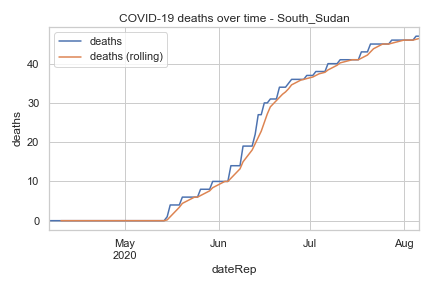 COVID-19 deaths over time - South_Sudan
deaths
deaths (rolling)
deaths
40
30
20
10
0
May
2020
Jun
Jul
Aug
dateRep